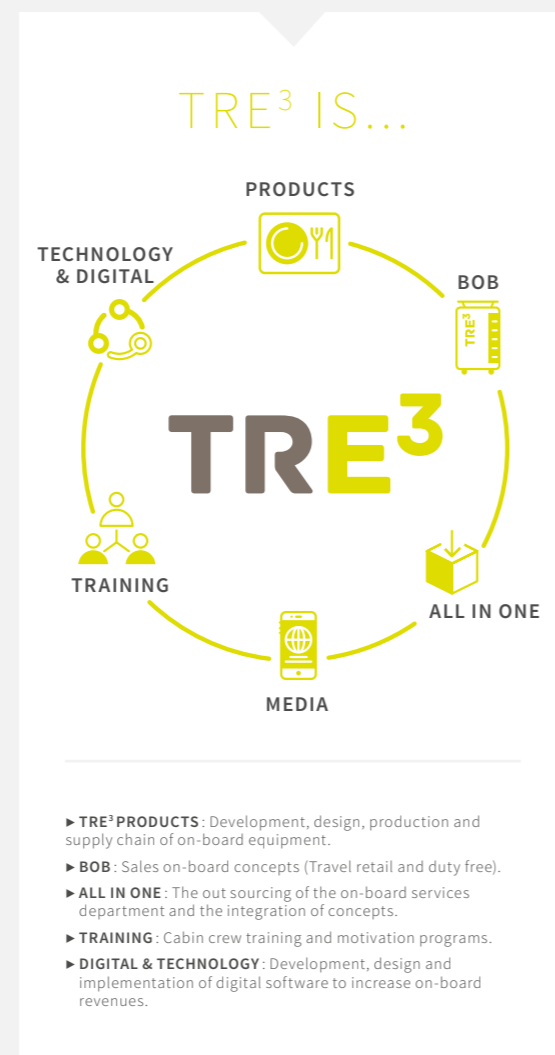 TRE³ IS...
PRODUCTS
TECHNOLOGY
& DIGITAL
BOB
TRE³
TRE³
TRAINING
ALL IN ONE
MEDIA
►TRE³ PRODUCTS: Development, design, production and
supply chain of on-board equipment.
►BOB: Sales on-board concepts (Travel retail and duty free).
►ALL IN ONE: The out sourcing of the on-board services
department and the integration of concepts.
►TRAINING: Cabin crew training and motivation programs.
►DIGITAL & TECHNOLOGY: Development, design and
implementation of digital software to increase on-board
revenues.